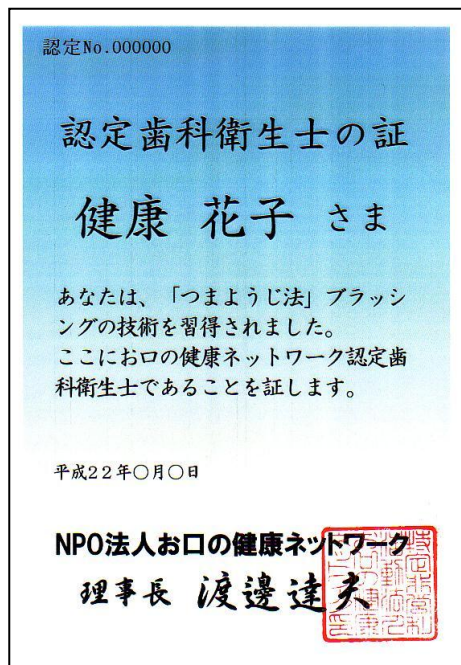 認定No.000000
認定歯科衛生士の証
健康 花子 さま
あなたは、「つまようじ法」ブラッシ
ングの技術を習得されました。
ここにお口の健康ネットワーク認定歯
科衛生士であることを証します。
平成22年○月○日
NPO法人お口の健康ネットワーク
理事長 渡邊達夫